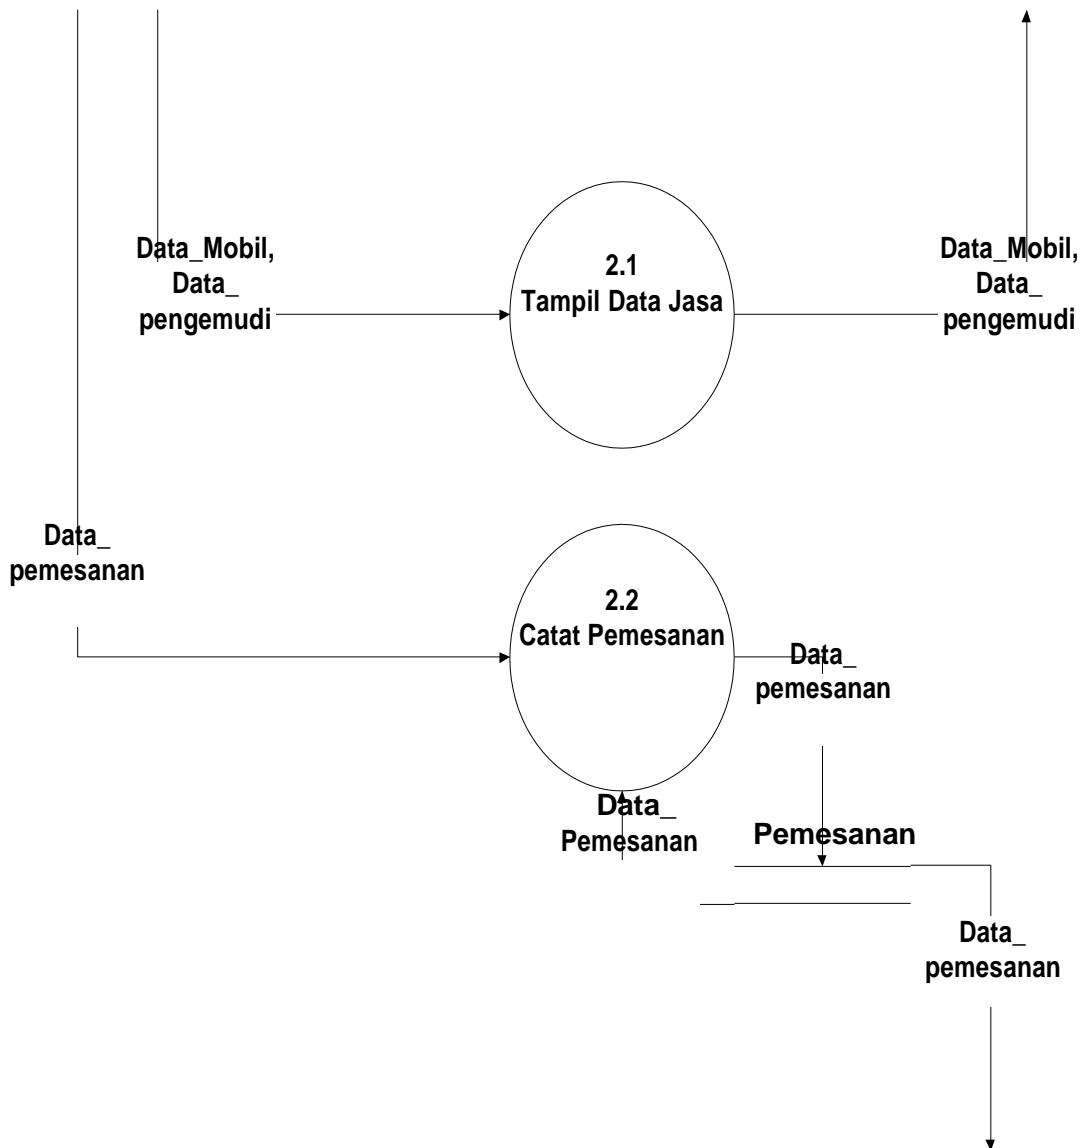 Data_Mobil,
Data_
pengemudi
2.1
Tampil Data Jasa
Data_Mobil,
Data_
pengemudi
Data_
pemesanan
2.2
Catat Pemesanan
Data_
pemesanan
Data_
Pemesanan
Pemesanan
Data_
pemesanan